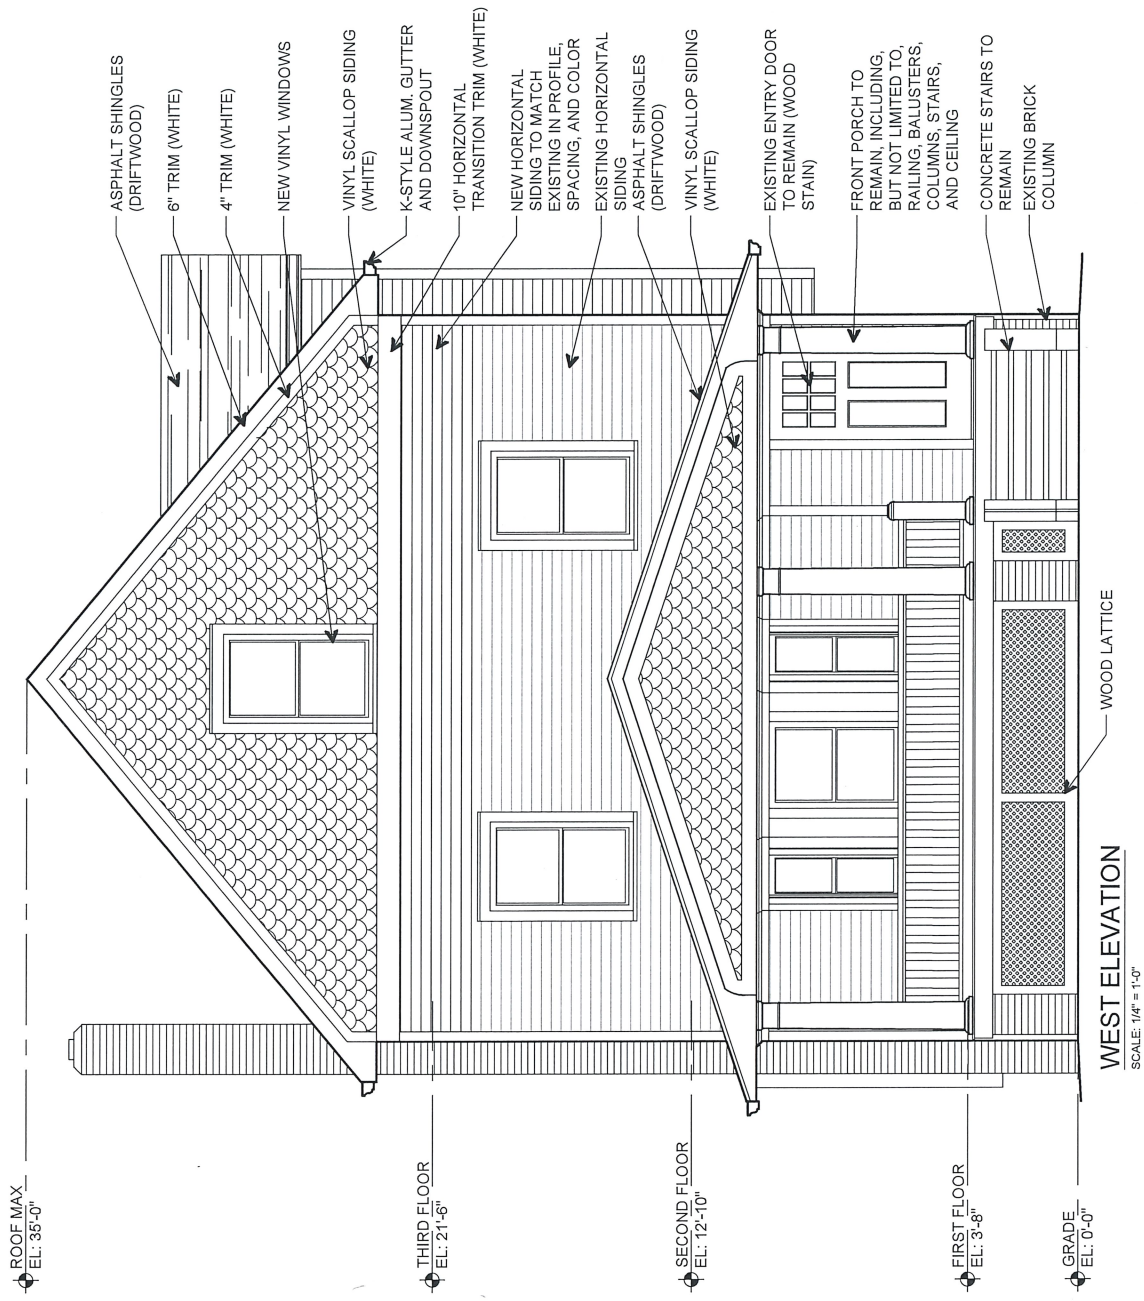 ROOF MAX
EL: 35'-0"
THIRD FLOOR
EL: 21'-6"
SECOND FLOOR
EL: 12'-10"
FIRST FLOOR
EL: 3'-8"
GRADE
EL: 0'-0"
ASPHALT SHINGLES
(DRIFTWOOD)
6" TRIM (WHITE)
4" TRIM (WHITE)
NEW VINYL WINDOWS
VINYL SCALLOP SIDING
(WHITE)
K-STYLE ALUM. GUTTER
AND DOWNSPOUT
10" HORIZONTAL
TRANSITION TRIM (WHITE)
NEW HORIZONTAL
SIDING TO MATCH
EXISTING IN PROFILE,
SPACING, AND COLOR
EXISTING HORIZONTAL
SIDING
ASPHALT SHINGLES
(DRIFTWOOD)
VINYL SCALLOP SIDING
(WHITE)
EXISTING ENTRY DOOR
TO REMAIN (WOOD
STAIN)
FRONT PORCH TO
REMAIN, INCLUDING,
BUT NOT LIMITED TO,
RAILING, BALUSTERS,
COLUMNS, STAIRS,
AND CEILING
CONCRETE STAIRS TO
REMAIN
EXISTING BRICK
COLUMN
WOOD LATTICE
WEST ELEVATION
SCALE: 1/4" = 1'-0"